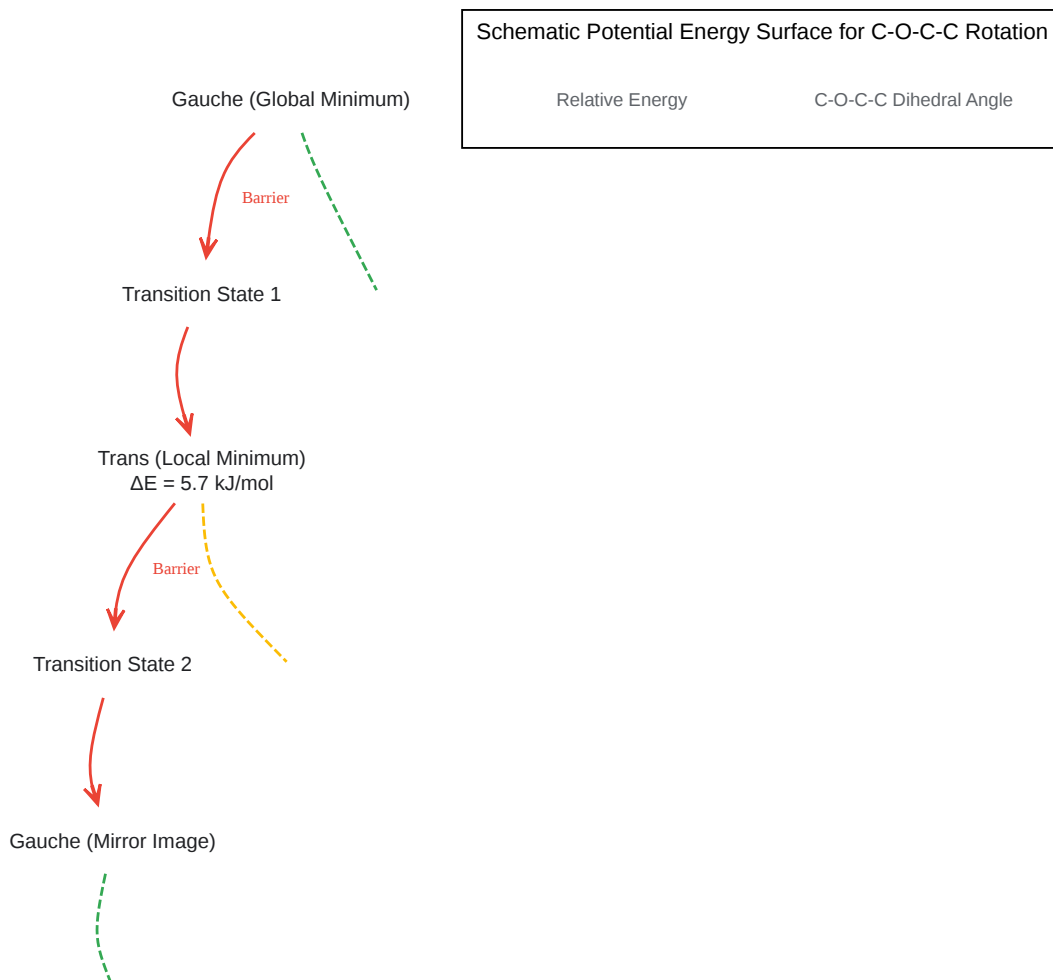 Schematic Potential Energy Surface for C-O-C-C Rotation
Relative Energy
C-O-C-C Dihedral Angle
Gauche (Global Minimum)
Barrier
Transition State 1
Trans (Local Minimum)
ΔE = 5.7 kJ/mol
Barrier
Transition State 2
Gauche (Mirror Image)